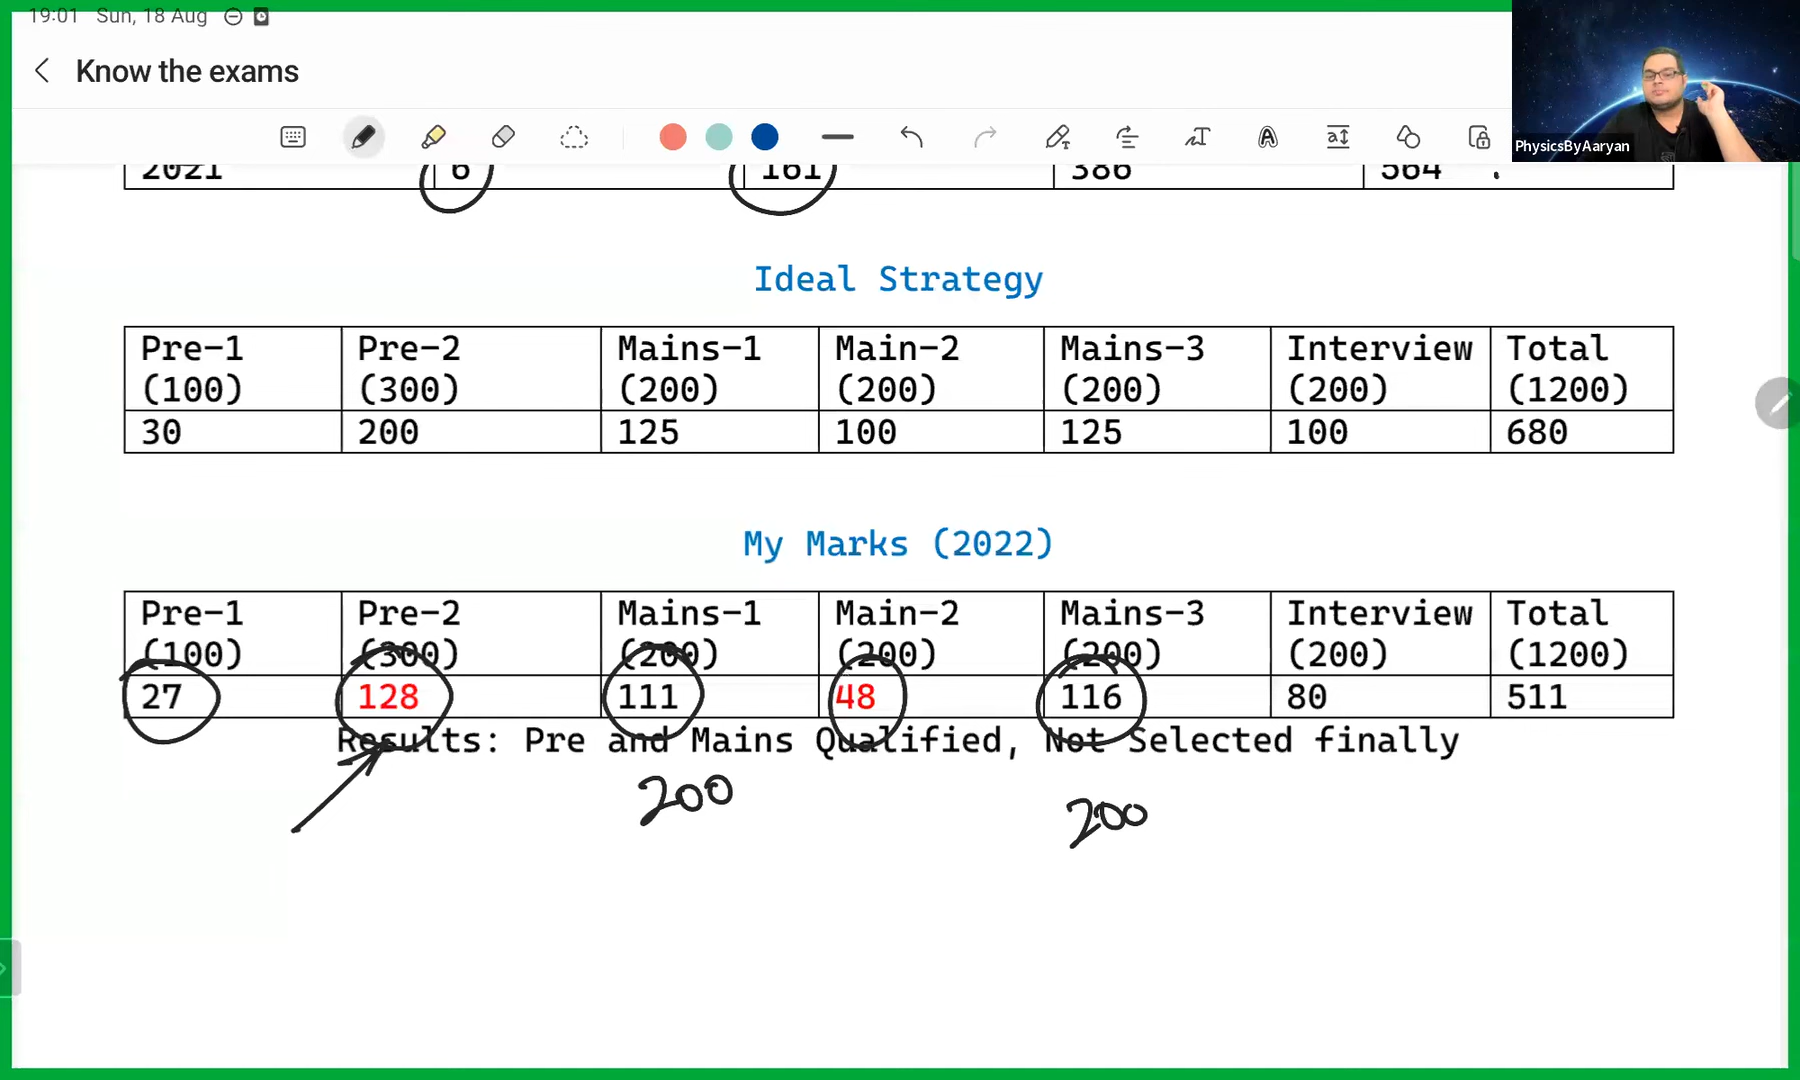 19:01 Sun, 18 Aug
Know the exams
PhysicsByAaryan
2021 6 161 386 564
Ideal Strategy
Pre-1 (100) Pre-2 (300) Mains-1 (200) Main-2 (200) Mains-3 (200) Interview (200) Total (1200)
30 200 125 100 125 100 680
My Marks (2022)
Pre-1 (100) Pre-2 (300) Mains-1 (200) Main-2 (200) Mains-3 (200) Interview (200) Total (1200)
27 128 111 48 116 80 511
Results: Pre and Mains Qualified, Not Selected finally
200 200